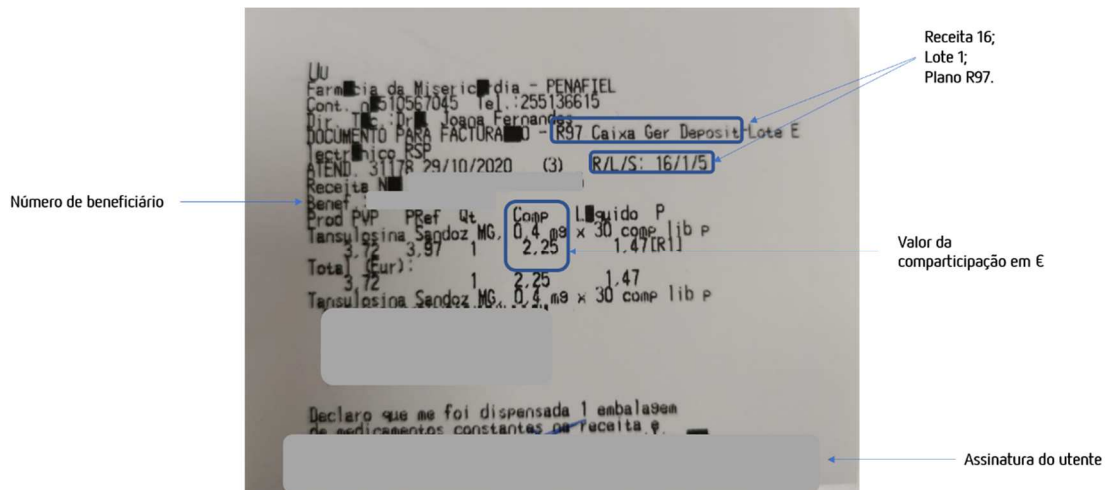 Receita 16;
Lote 1;
Plano R97.
Farm cia da Miseric rdia - PENAFIEL
Cont. n 510567045 Tel.:255136615
Dir. T c.:Dr . Joana Fernandes
DOCUMENTO PARA FACTURA O - R97 Caixa Ger Deposit-Lote E
lectr nico RSP
ATEND. 31178 29/10/2020 (3) R/L/S: 16/1/5
Receita N
Benef.:
Prod PVP PRef Qt Comp L quido P
Tansulosina Sandoz MG, 0,4 mg x 30 comp lib p
3,72 3,97 1 2,25 1,47[R1]
Total (Eur):
3,72 1 2,25 1,47
Tansulosina Sandoz MG, 0,4 mg x 30 comp lib p
Declaro que me foi dispensada 1 embalagem
de medicamentos constantes na receita e
Número de beneficiário
Valor da
comparticipação em €
Assinatura do utente